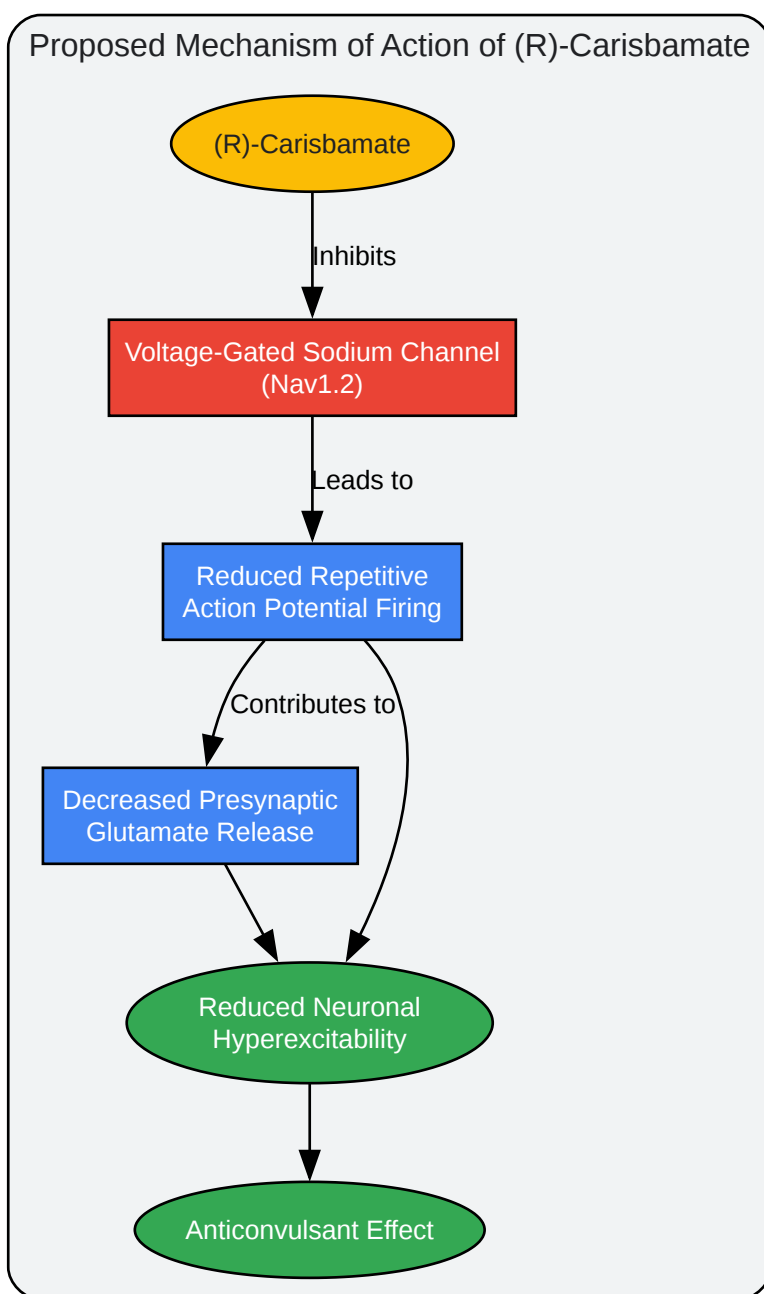 Proposed Mechanism of Action of (R)-Carisbamate
(R)-Carisbamate
Inhibits
Voltage-Gated Sodium Channel
(Nav1.2)
Leads to
Reduced Repetitive
Action Potential Firing
Contributes to
Decreased Presynaptic
Glutamate Release
Reduced Neuronal
Hyperexcitability
Anticonvulsant Effect